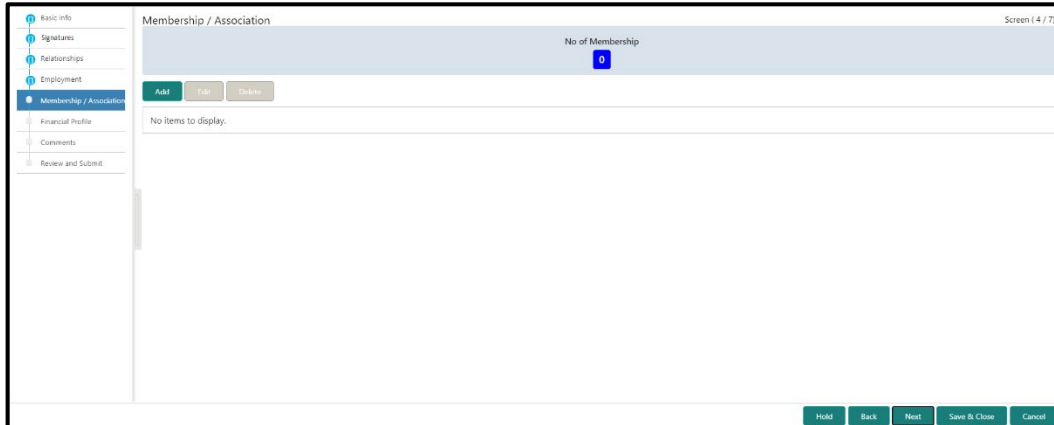 Basic Info
Signatures
Relationships
Employment
Membership / Association
Financial Profile
Comments
Review and Submit
Membership / Association
Screen ( 4 / 7)
No of Membership
0
Add Edit Delete
No items to display.
Hold Back Next Save & Close Cancel